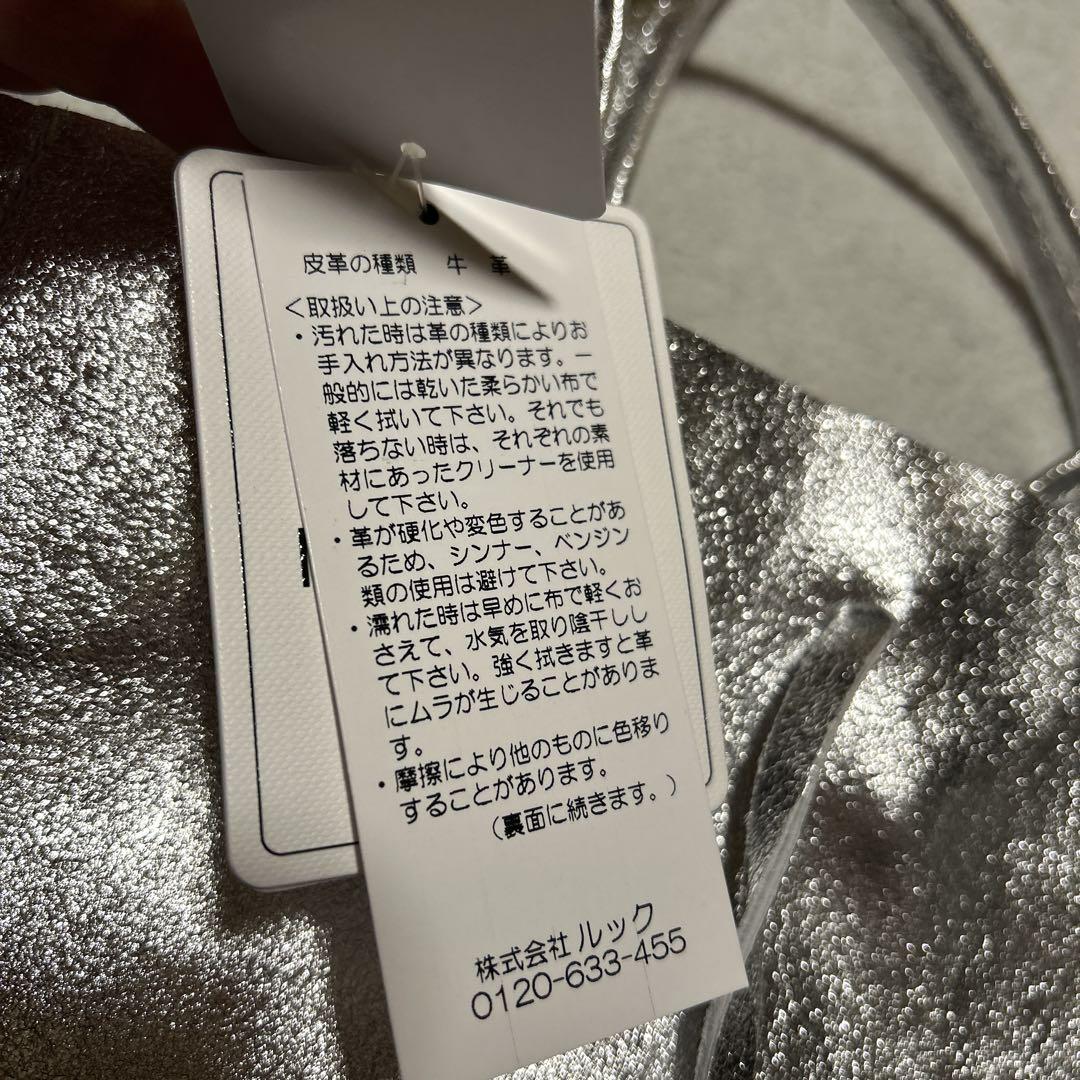 皮革の種類　牛 革
＜取扱い上の注意＞
・汚れた時は革の種類によりお
手入れ方法が異なります。一
般的には乾いた柔らかい布で
軽く拭いて下さい。それでも
落ちない時は、それぞれの素
材にあったクリーナーを使用
して下さい。
・革が硬化や変色することがあ
るため、シンナー、ベンジン
類の使用は避けて下さい。
・濡れた時は早めに布で軽くお
さえて、水気を取り陰干しし
て下さい。強く拭きますと革
にムラが生じることがありま
す。
・摩擦により他のものに色移り
することがあります。
（裏面に続きます。）
株式会社 ルック
0120-633-455